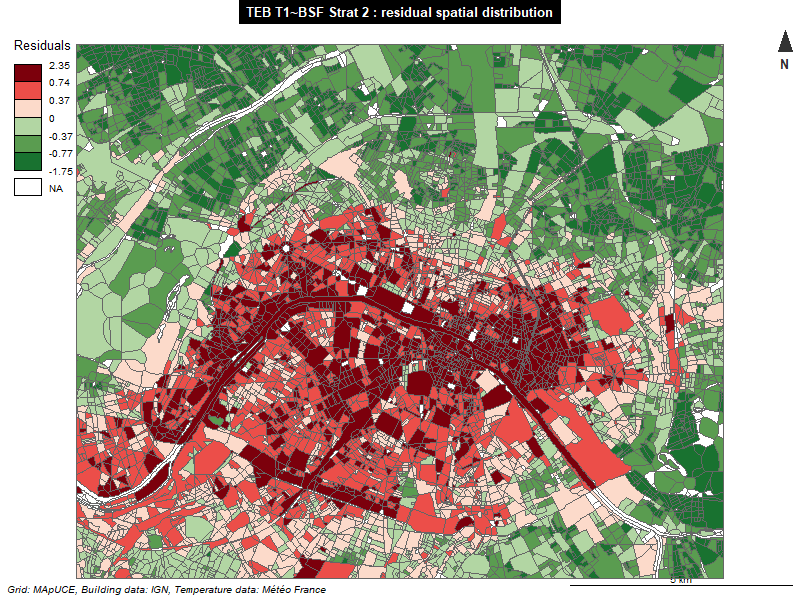 TEB T1~BSF Strat 2 : residual spatial distribution
Residuals
2.35
0.74
0.37
0
-0.37
-0.77
-1.75
NA
N
5 km
Grid: MApUCE, Building data: IGN, Temperature data: Météo France